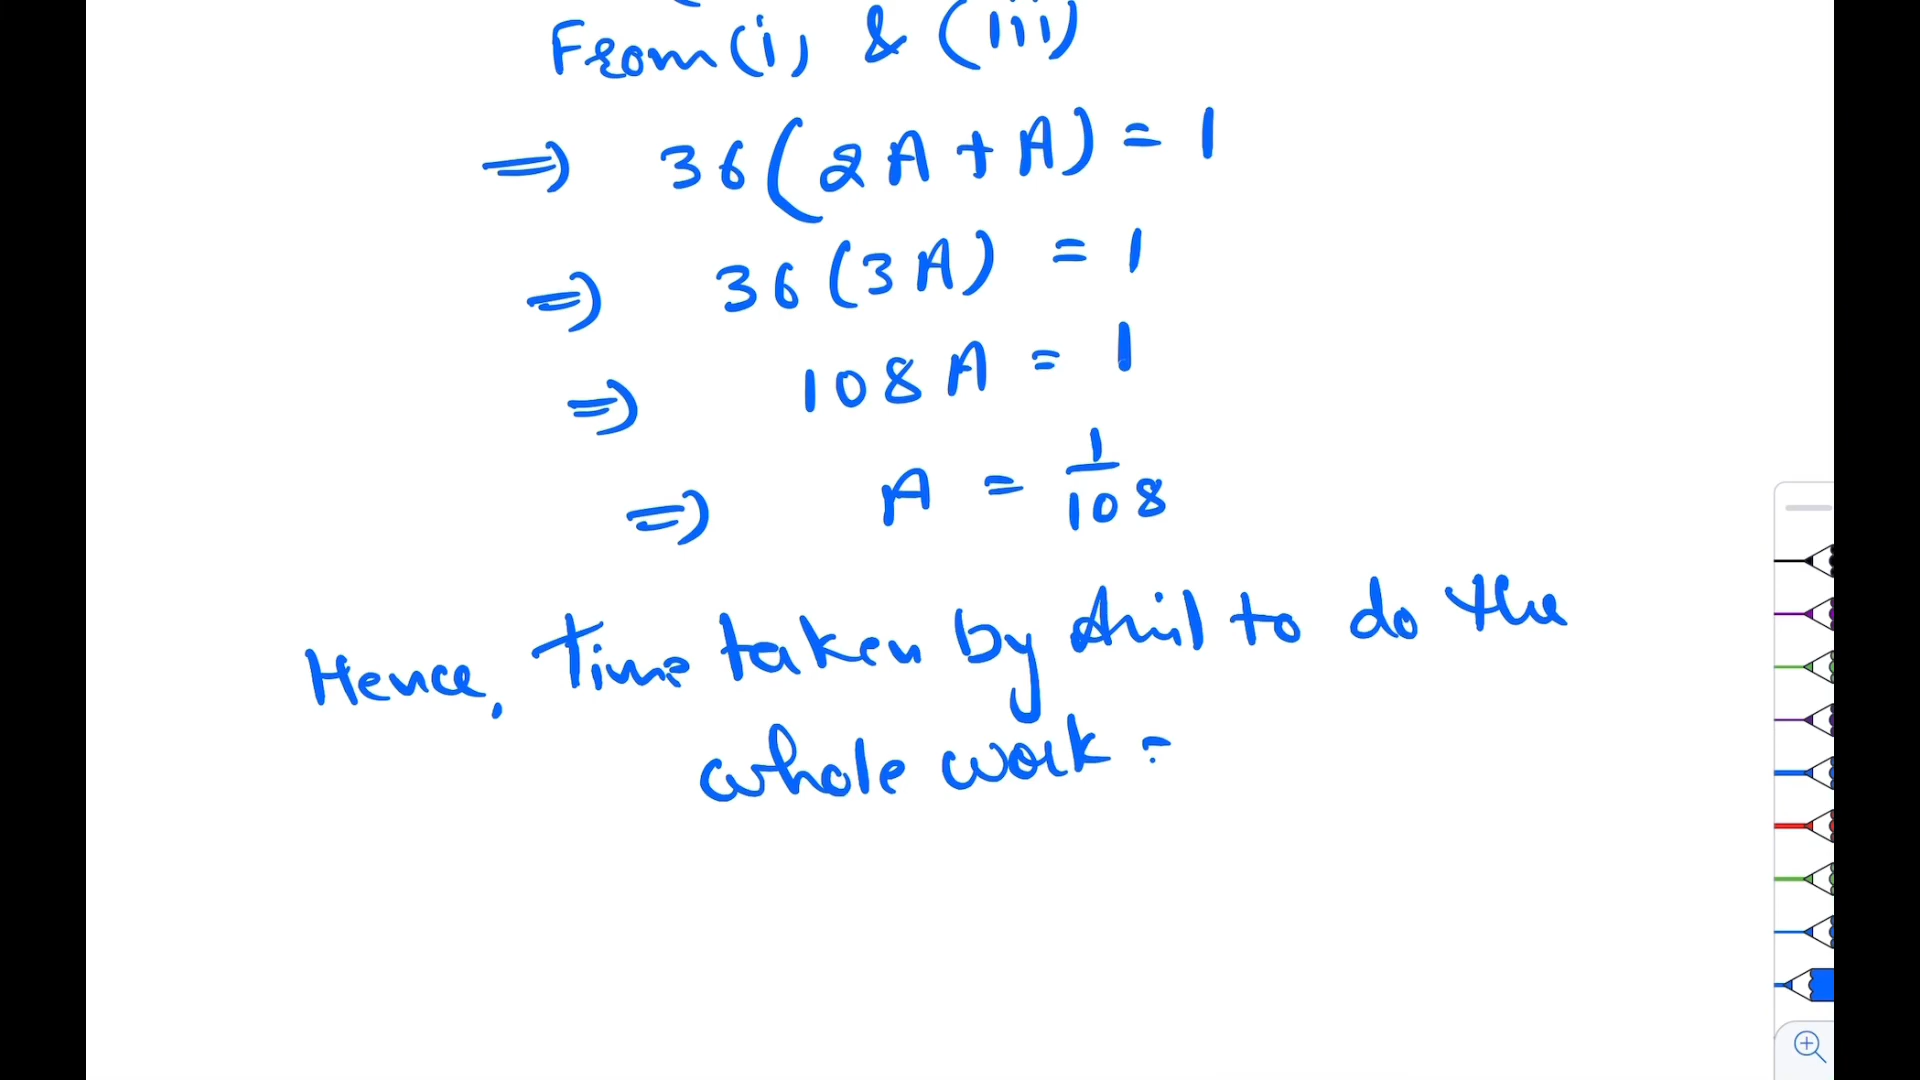 From (i) & (iii)
⇒ 36(2A + A) = 1
⇒ 36(3A) = 1
⇒ 108A = 1
⇒ A = 1/108
Hence, Time taken by Anil to do the
whole work =